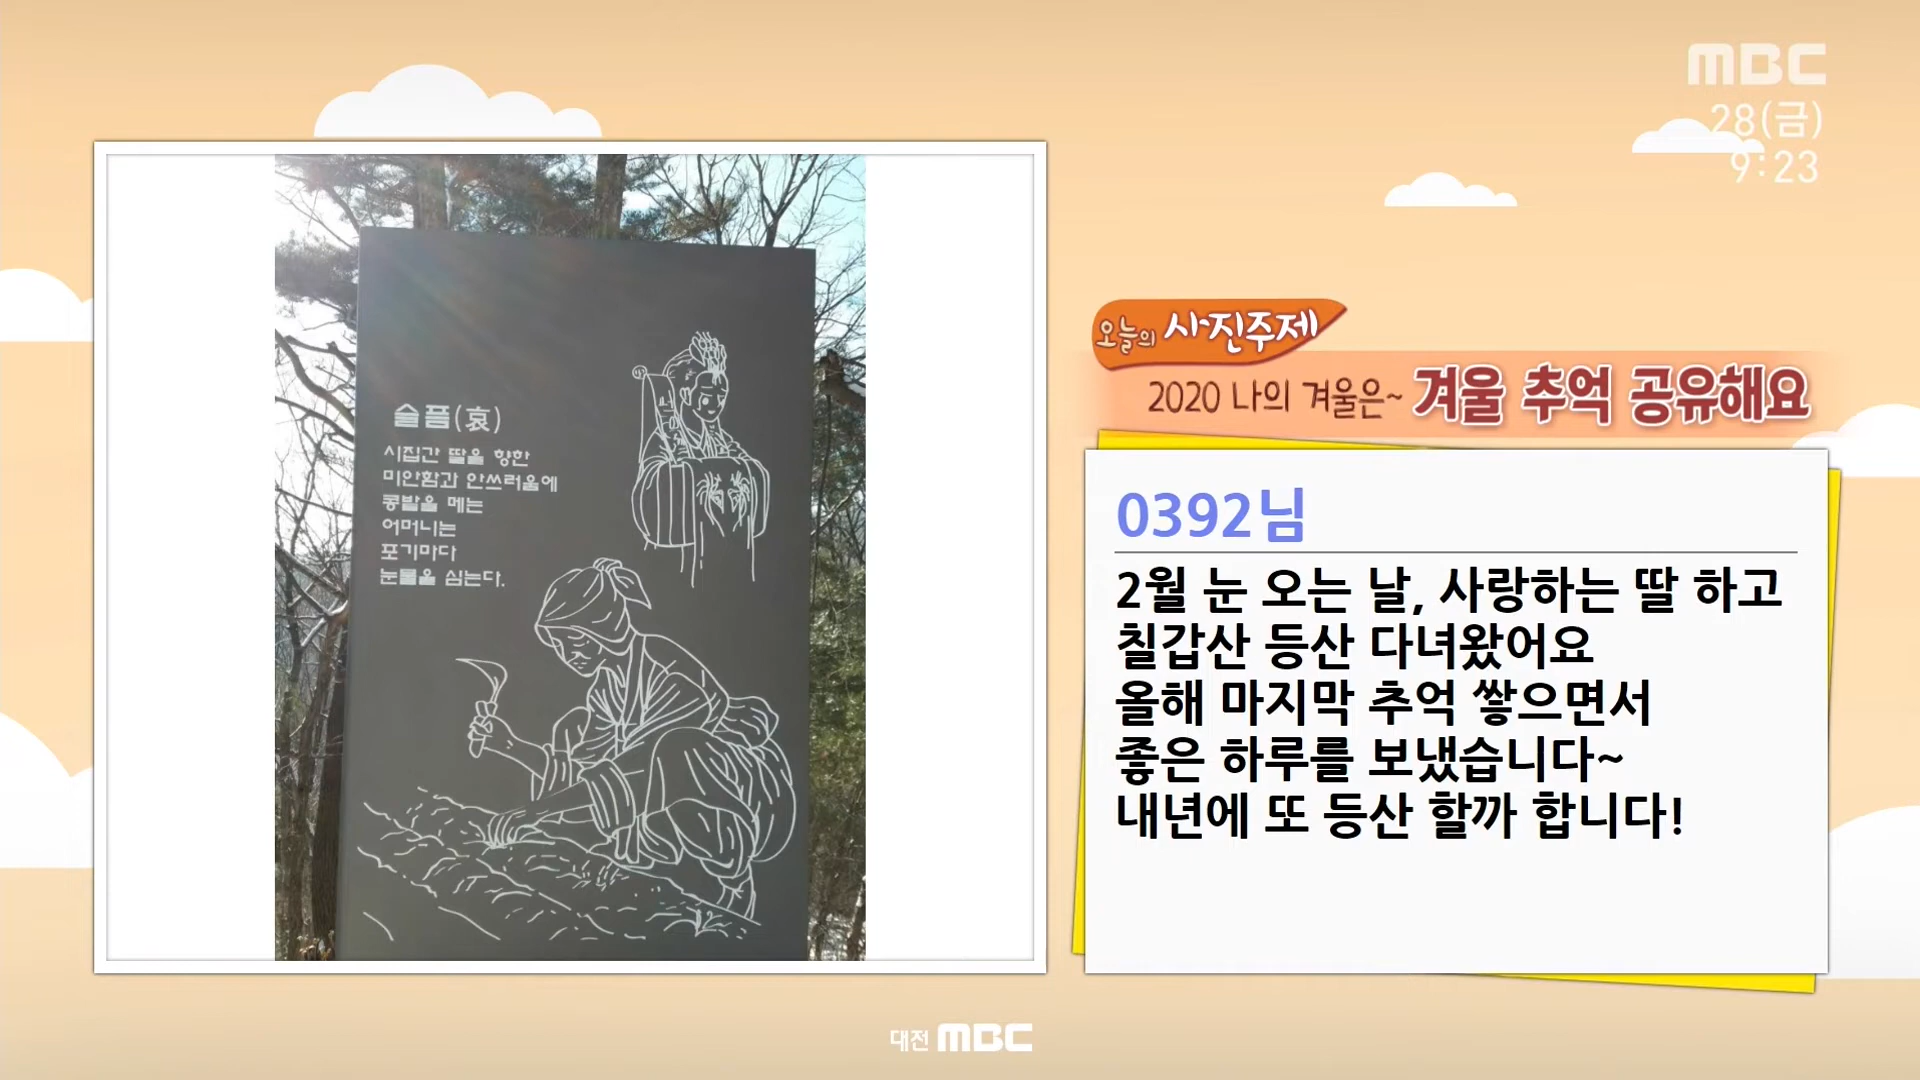 MBC
28(금)
9:23
슬픔(哀)
시집간 딸을 향한
미안함과 안쓰러움에
콩밭을 메는
어머니는
포기마다
눈물을 심는다.
오늘의 사진주제
2020 나의 겨울은~ 겨울 추억 공유해요
0392님
2월 눈 오는 날, 사랑하는 딸 하고
칠갑산 등산 다녀왔어요
올해 마지막 추억 쌓으면서
좋은 하루를 보냈습니다~
내년에 또 등산 할까 합니다!
대전 MBC